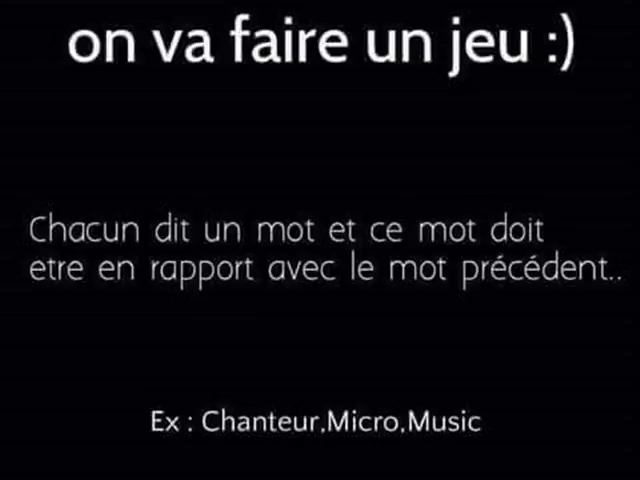 on va faire un jeu :)
Chacun dit un mot et ce mot doit
etre en rapport avec le mot précédent..
Ex : Chanteur,Micro,Music